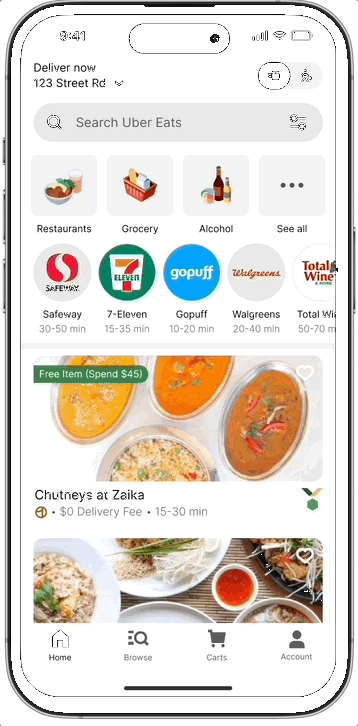 9:41
Deliver now
123 Street Rd
Search Uber Eats
Restaurants Grocery Alcohol See all
SAFEWAY. 7 ELEVEN gopuff Walgreens Total Wine & MORE
Safeway 7-Eleven Gopuff Walgreens Total Wi
30-50 min 15-35 min 10-20 min 20-40 min 50-70 m
Free Item (Spend $45)
Chutneys at Zaika
• $0 Delivery Fee • 15-30 min
Home Browse Carts Account